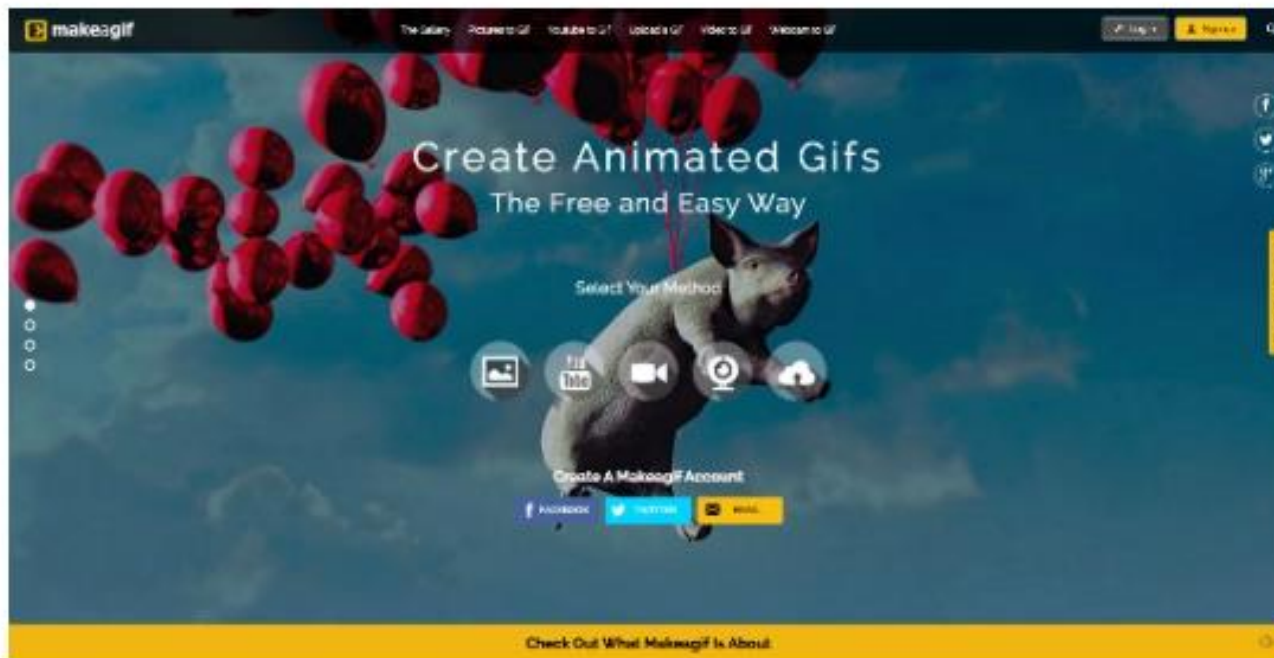 makeagif
The Gallery Pictures to Gif Youtube to Gif Upload a Gif Video to Gif Webcam to Gif
Create Animated Gifs
The Free and Easy Way
Select Your Method
You
Tube
Create A Makeagif Account
f FACEBOOK TWITTER EMAIL
Check Out What Makeagif Is About